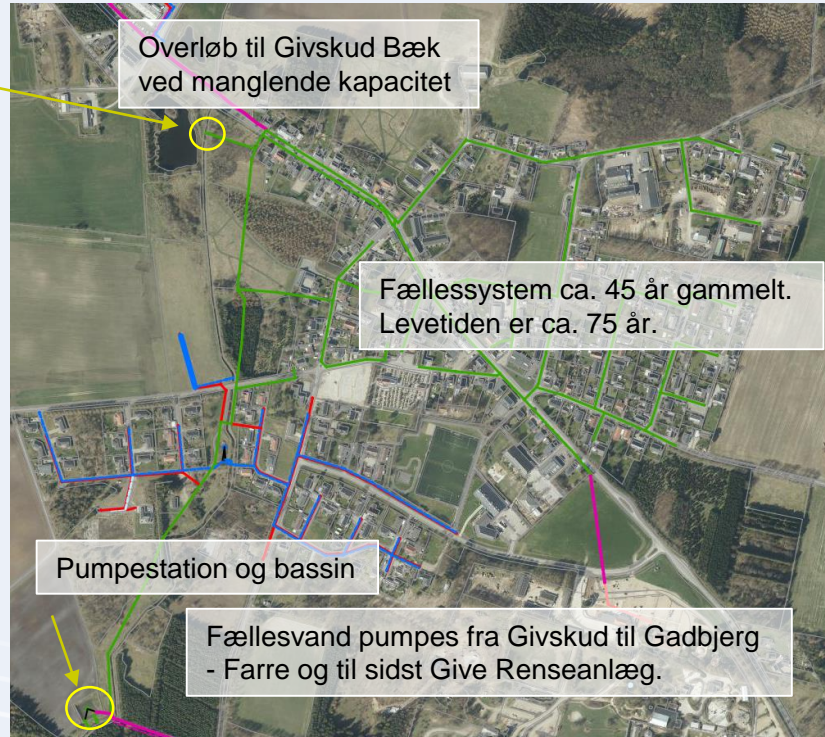 Overløb til Givskud Bæk
ved manglende kapacitet
Fællessystem ca. 45 år gammelt.
Levetiden er ca. 75 år.
Pumpestation og bassin
Fællesvand pumpes fra Givskud til Gadbjerg
- Farre og til sidst Give Renseanlæg.